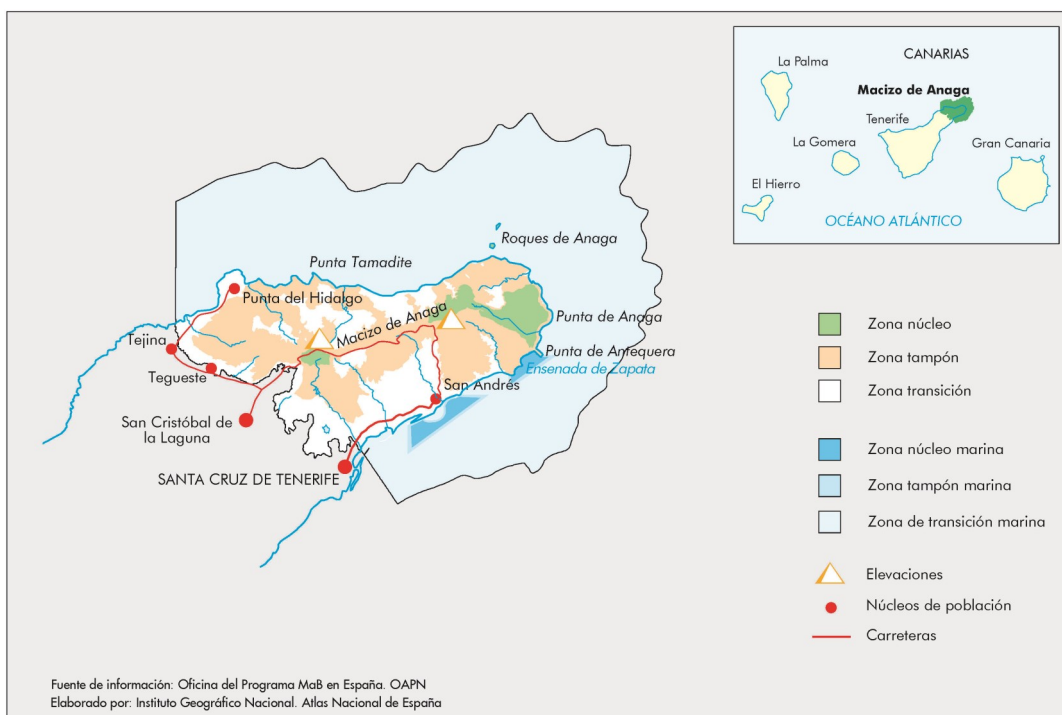 CANARIAS
La Palma
Macizo de Anaga
Tenerife
La Gomera
Gran Canaria
El Hierro
OCÉANO ATLÁNTICO
Roques de Anaga
Punta Tamadite
Punta del Hidalgo
Macizo de Anaga
Punta de Anaga
Tejina
Punta de Antequera
Ensenada de Zapata
Tegueste
San Andrés
San Cristóbal de
la Laguna
SANTA CRUZ DE TENERIFE
Zona núcleo
Zona tampón
Zona transición
Zona núcleo marina
Zona tampón marina
Zona de transición marina
Elevaciones
Núcleos de población
Carreteras
Fuente de información: Oficina del Programa MaB en España. OAPN
Elaborado por: Instituto Geográfico Nacional. Atlas Nacional de España